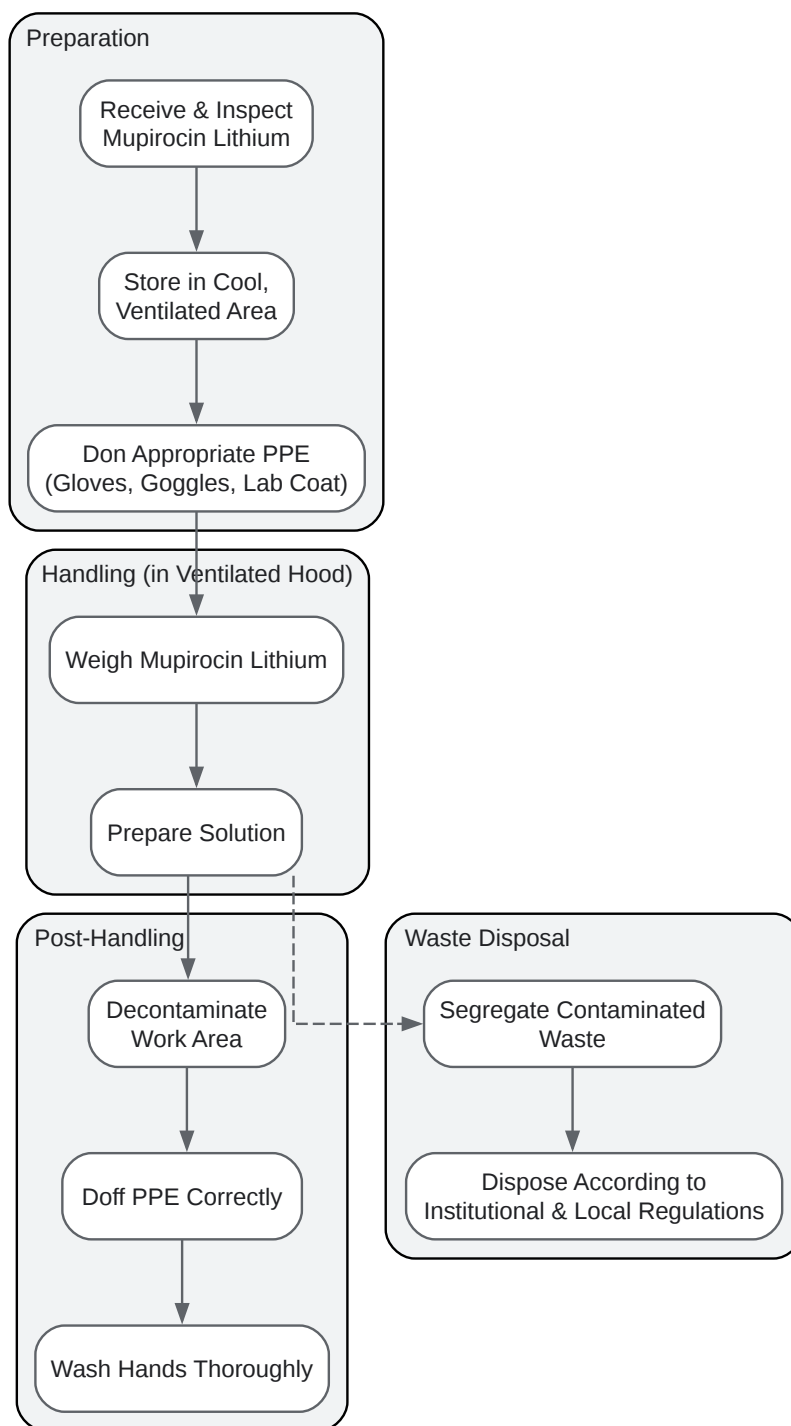 Preparation
Receive & Inspect
Mupirocin Lithium
Store in Cool,
Ventilated Area
Don Appropriate PPE
(Gloves, Goggles, Lab Coat)
Handling (in Ventilated Hood)
Weigh Mupirocin Lithium
Prepare Solution
Post-Handling
Decontaminate
Work Area
Doff PPE Correctly
Wash Hands Thoroughly
Waste Disposal
Segregate Contaminated
Waste
Dispose According to
Institutional & Local Regulations